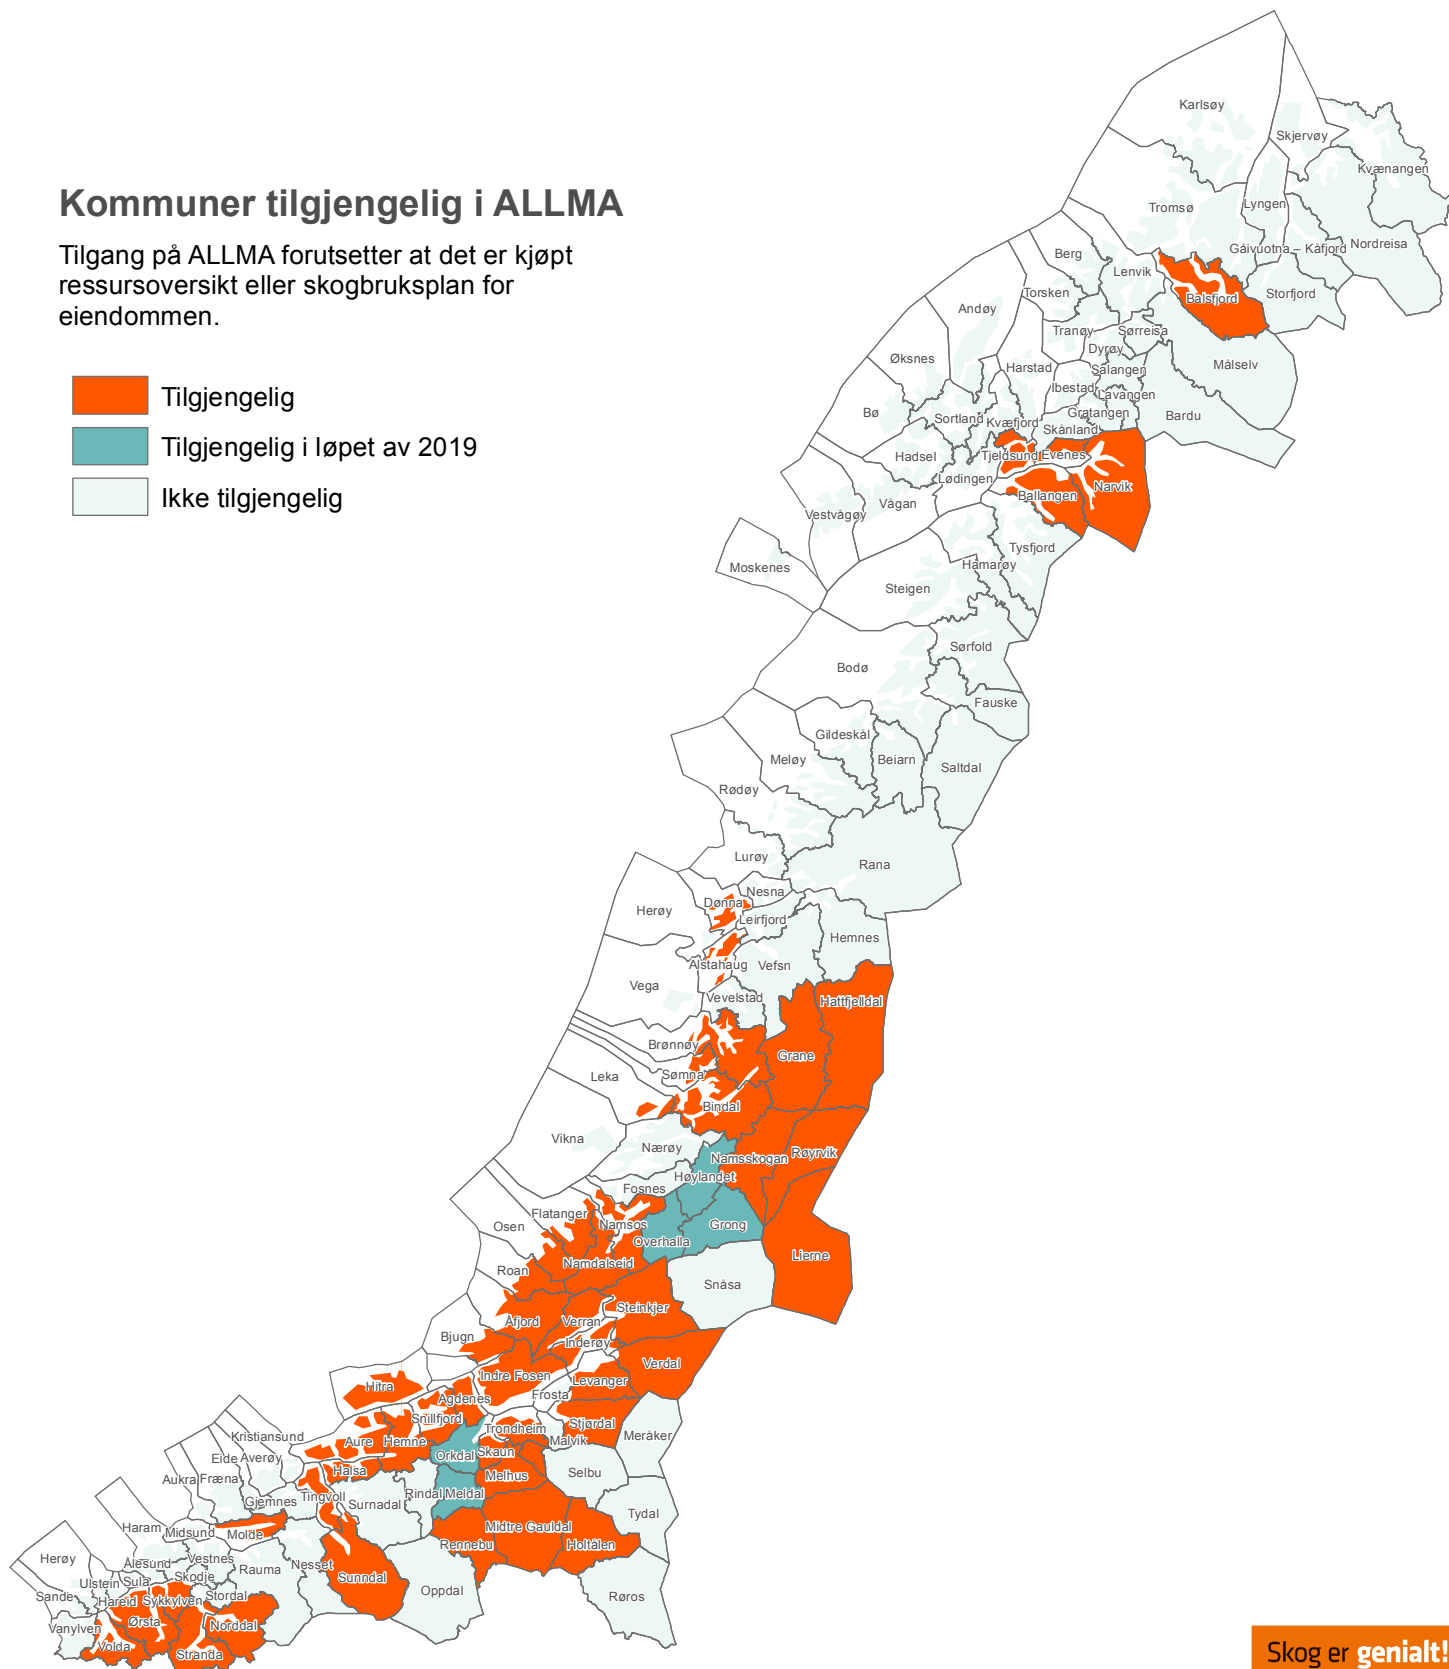 Kommuner tilgjengelig i ALLMA
Tilgang på ALLMA forutsetter at det er kjøpt
ressursoversikt eller skogbruksplan for
eiendommen.
Tilgjengelig
Tilgjengelig i løpet av 2019
Ikke tilgjengelig
Karlsøy
Skjervøy
Kvænangen
Tromsø
Lyngen
Gáivuotna – Kåfjord
Nordreisa
Berg
Lenvik
Balsfjord
Storfjord
Torsken
Andøy
Tranøy
Sørreisa
Dyrøy
Målselv
Øksnes
Harstad
Salangen
Ibestad
Lavangen
Bø
Sortland
Kvæfjord
Gratangen
Bardu
Skånland
Hadsel
Tjeldsund
Evenes
Lødingen
Ballangen
Narvik
Vestvågøy
Vågan
Tysfjord
Moskenes
Hamarøy
Steigen
Sørfold
Bodø
Fauske
Gildeskål
Meløy
Beiarn
Saltdal
Rødøy
Lurøy
Rana
Nesna
Dønna
Herøy
Leirfjord
Hemnes
Alstahaug
Vefsn
Vega
Vevelstad
Hattfjelldal
Brønnøy
Grane
Sømna
Leka
Bindal
Vikna
Nærøy
Namsskogan
Røyrvik
Høylandet
Fosnes
Flatanger
Osen
Namsos
Grong
Overhalla
Lierne
Roan
Namdalseid
Snåsa
Steinkjer
Åfjord
Verran
Bjugn
Inderøy
Verdal
Indre Fosen
Hitra
Levanger
Agdenes
Frosta
Snillfjord
Trondheim
Stjørdal
Kristiansund
Aure
Hemne
Malvik
Meråker
Eide
Averøy
Orkdal
Skaun
Halsa
Aukra
Fræna
Melhus
Selbu
Gjemnes
Tingvoll
Surnadal
Rindal
Meldal
Tydal
Haram
Midsund
Molde
Midtre Gauldal
Rennebu
Holtålen
Herøy
Ålesund
Vestnes
Rauma
Nesset
Sunndal
Oppdal
Røros
Ulstein
Sula
Skodje
Sande
Hareid
Sykkylven
Stordal
Vanylven
Ørsta
Norddal
Volda
Stranda
Skog er genialt!